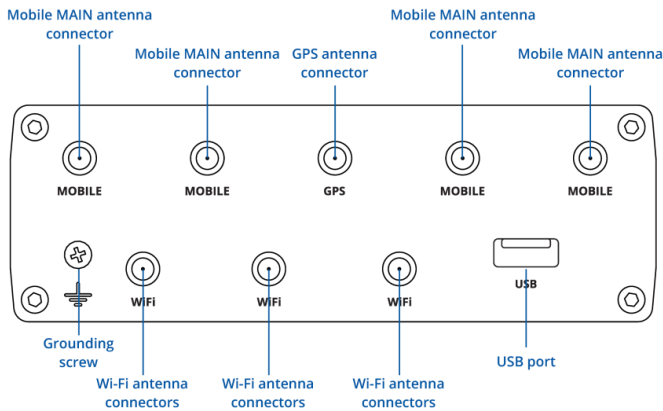 Mobile MAIN antenna
connector
Mobile MAIN antenna
connector
GPS antenna
connector
Mobile MAIN antenna
connector
Mobile MAIN antenna
connector
MOBILE
MOBILE
GPS
MOBILE
MOBILE
WiFi
WiFi
WiFi
USB
Grounding
screw
Wi-Fi antenna
connectors
Wi-Fi antenna
connectors
Wi-Fi antenna
connectors
USB port